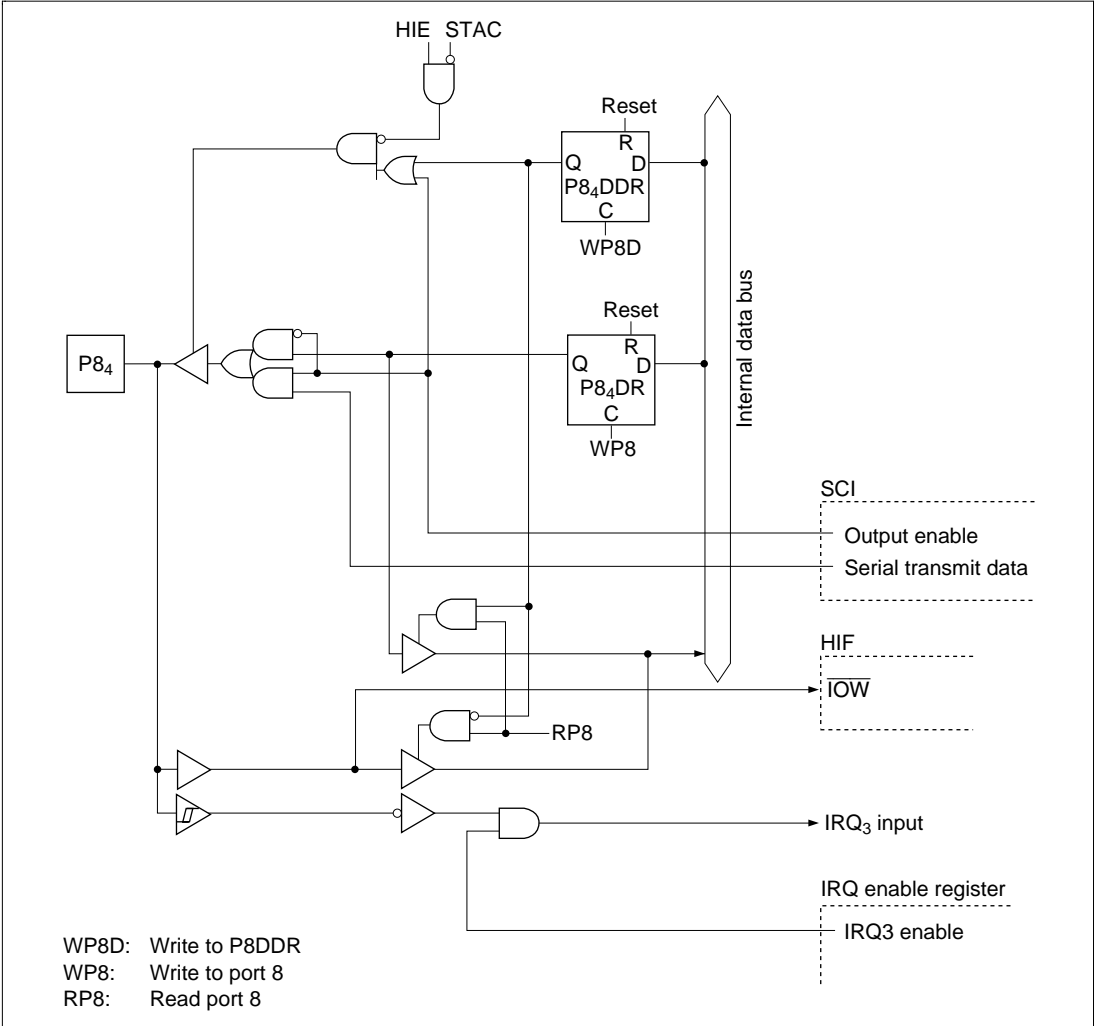 HIE STAC
Reset
R
Q D
P8₄DDR
C
WP8D
Reset
R
Q D
P8₄DR
C
WP8
P8₄
Internal data bus
SCI
Output enable
Serial transmit data
HIF
IOW
RP8
IRQ₃ input
IRQ enable register
IRQ3 enable
WP8D: Write to P8DDR
WP8: Write to port 8
RP8: Read port 8